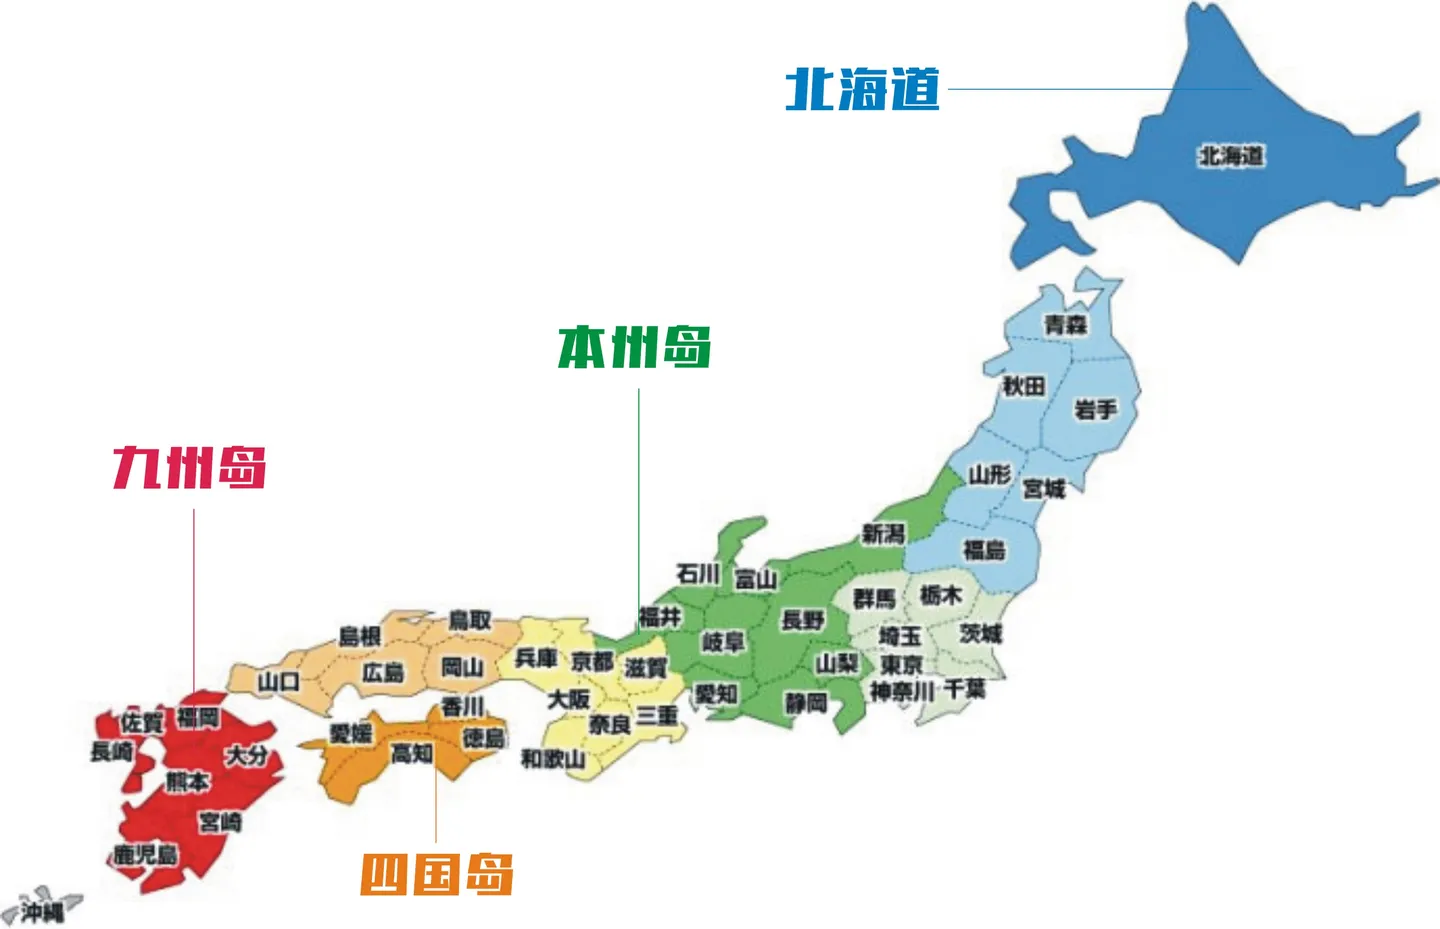 北海道
北海道
青森
秋田
岩手
山形
宮城
福島
本州岛
新潟
石川
富山
群馬
栃木
福井
岐阜
長野
埼玉
茨城
山梨
東京
愛知
静岡
神奈川
千葉
九州岛
島根
鳥取
兵庫
京都
滋賀
山口
広島
岡山
大阪
奈良
三重
和歌山
香川
愛媛
高知
徳島
四国岛
佐賀
福岡
長崎
大分
熊本
宮崎
鹿児島
沖縄